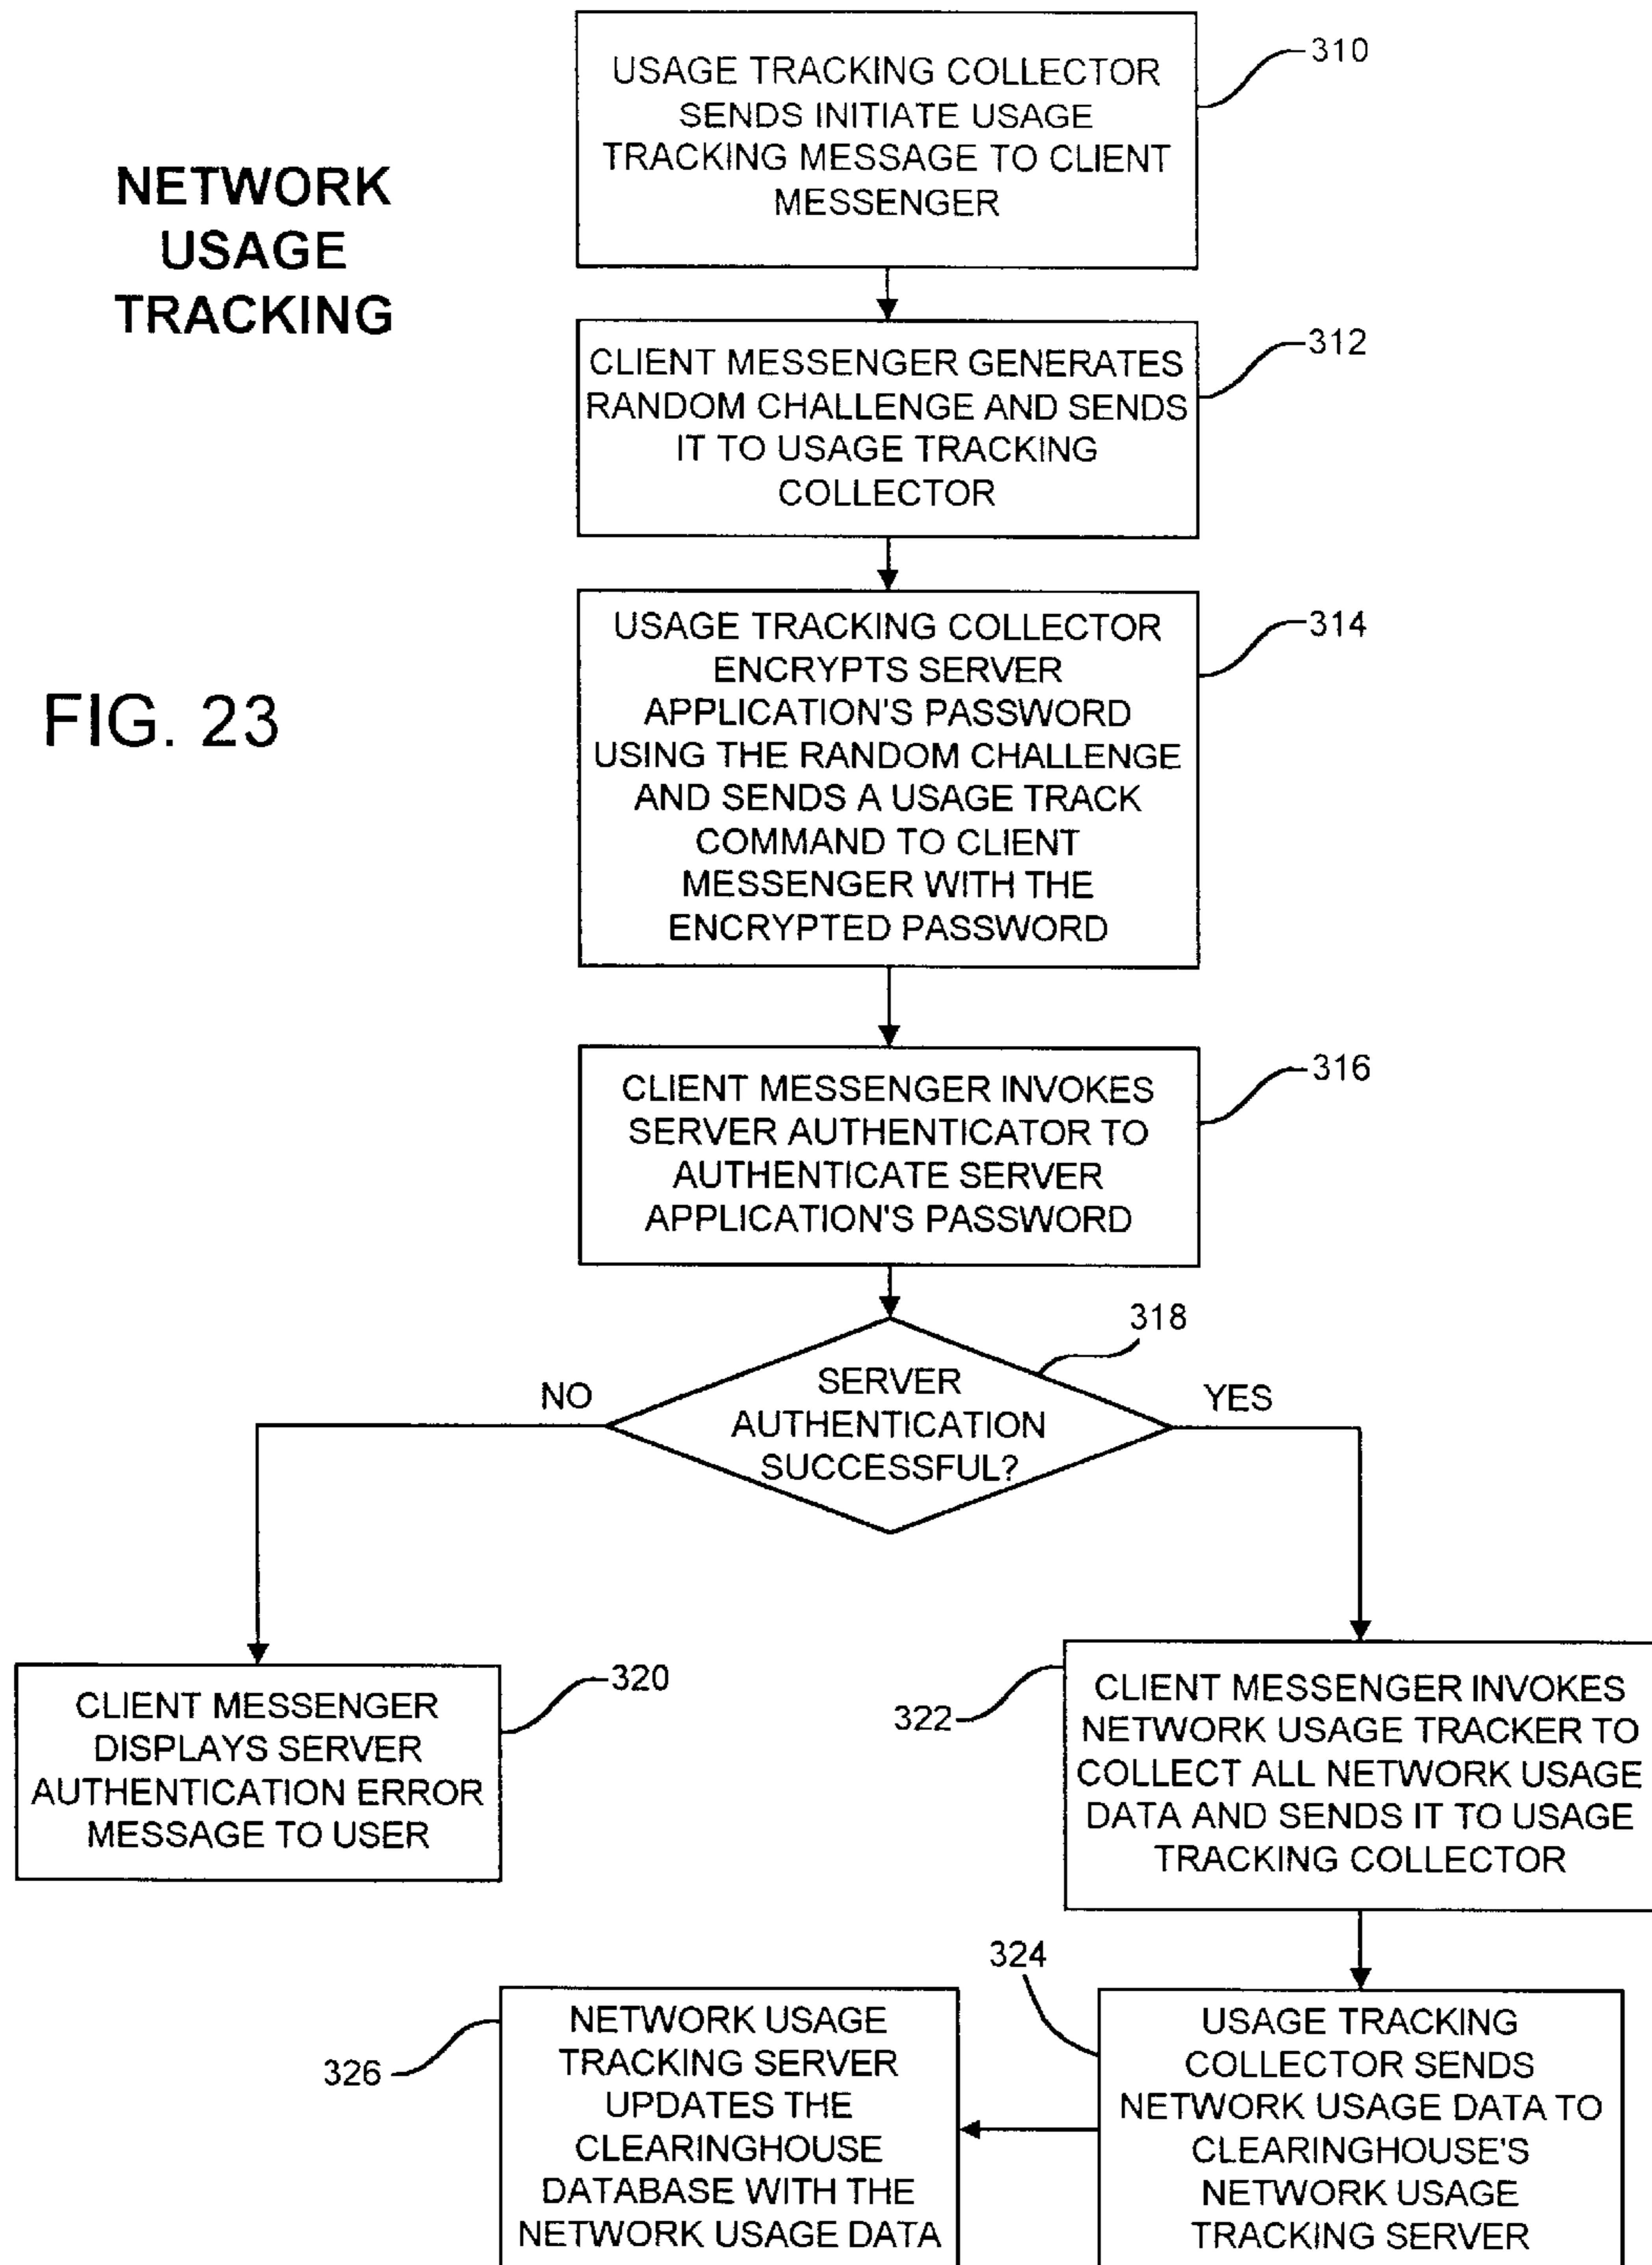 NETWORK
USAGE
TRACKING
FIG. 23
USAGE TRACKING COLLECTOR
SENDS INITIATE USAGE
TRACKING MESSAGE TO CLIENT
MESSENGER
310
CLIENT MESSENGER GENERATES
RANDOM CHALLENGE AND SENDS
IT TO USAGE TRACKING
COLLECTOR
312
USAGE TRACKING COLLECTOR
ENCRYPTS SERVER
APPLICATION'S PASSWORD
USING THE RANDOM CHALLENGE
AND SENDS A USAGE TRACK
COMMAND TO CLIENT
MESSENGER WITH THE
ENCRYPTED PASSWORD
314
CLIENT MESSENGER INVOKES
SERVER AUTHENTICATOR TO
AUTHENTICATE SERVER
APPLICATION'S PASSWORD
316
SERVER
AUTHENTICATION
SUCCESSFUL?
318
NO
YES
CLIENT MESSENGER
DISPLAYS SERVER
AUTHENTICATION ERROR
MESSAGE TO USER
320
CLIENT MESSENGER INVOKES
NETWORK USAGE TRACKER TO
COLLECT ALL NETWORK USAGE
DATA AND SENDS IT TO USAGE
TRACKING COLLECTOR
322
USAGE TRACKING
COLLECTOR SENDS
NETWORK USAGE DATA TO
CLEARINGHOUSE'S
NETWORK USAGE
TRACKING SERVER
324
NETWORK USAGE
TRACKING SERVER
UPDATES THE
CLEARINGHOUSE
DATABASE WITH THE
NETWORK USAGE DATA
326